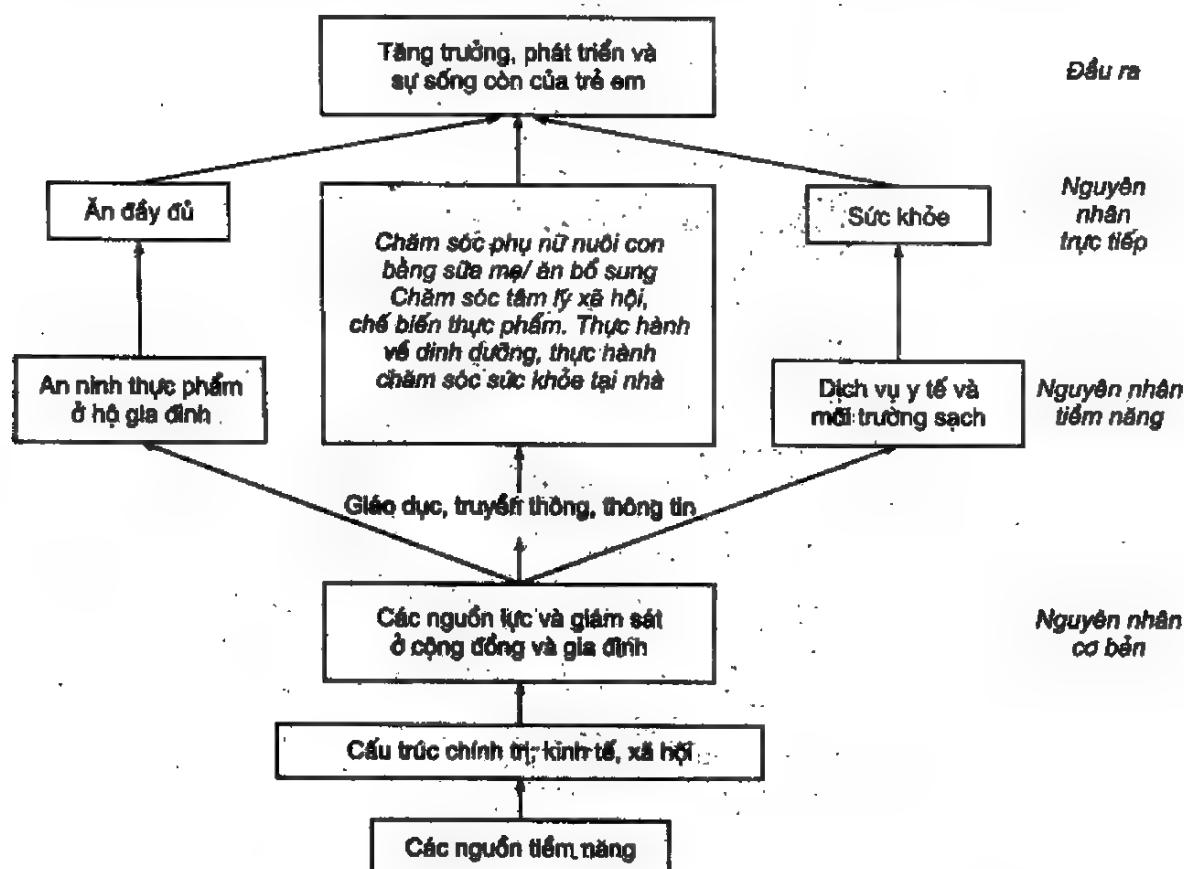 Tăng trưởng, phát triển và
sự sống còn của trẻ em
Đầu ra
Ăn đầy đủ
Sức khỏe
Nguyên
nhân
trực tiếp
Chăm sóc phụ nữ nuôi con
bằng sữa mẹ/ ăn bổ sung
Chăm sóc tâm lý xã hội,
chế biến thực phẩm. Thực hành
về dinh dưỡng, thực hành
chăm sóc sức khỏe tại nhà
An ninh thực phẩm
ở hộ gia đình
Dịch vụ y tế và
môi trường sạch
Nguyên nhân
tiềm năng
Giáo dục, truyền thông, thông tin
Các nguồn lực và giám sát
ở cộng đồng và gia đình
Nguyên nhân
cơ bản
Cấu trúc chính trị, kinh tế, xã hội
Các nguồn tiềm năng